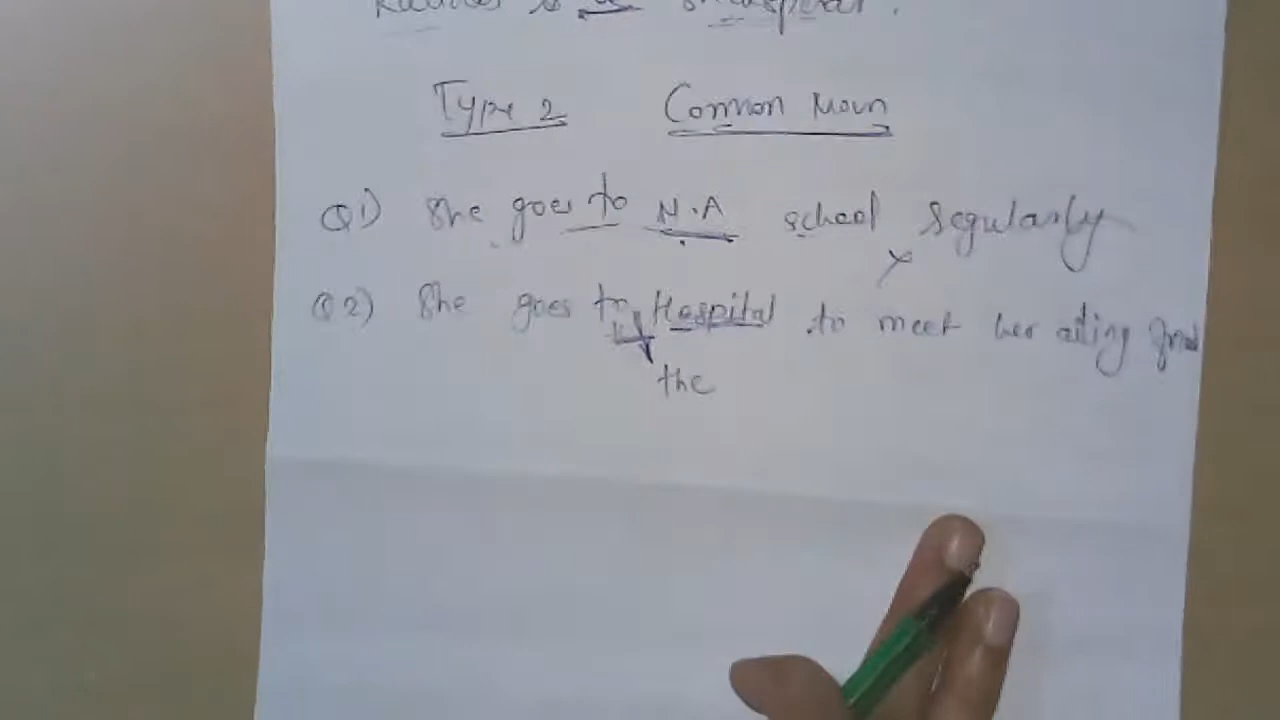 is a
Type 2 Common Noun
Q1) She goes to N.A school regularly
x
Q2) She goes to Hospital to meet her ailing
the